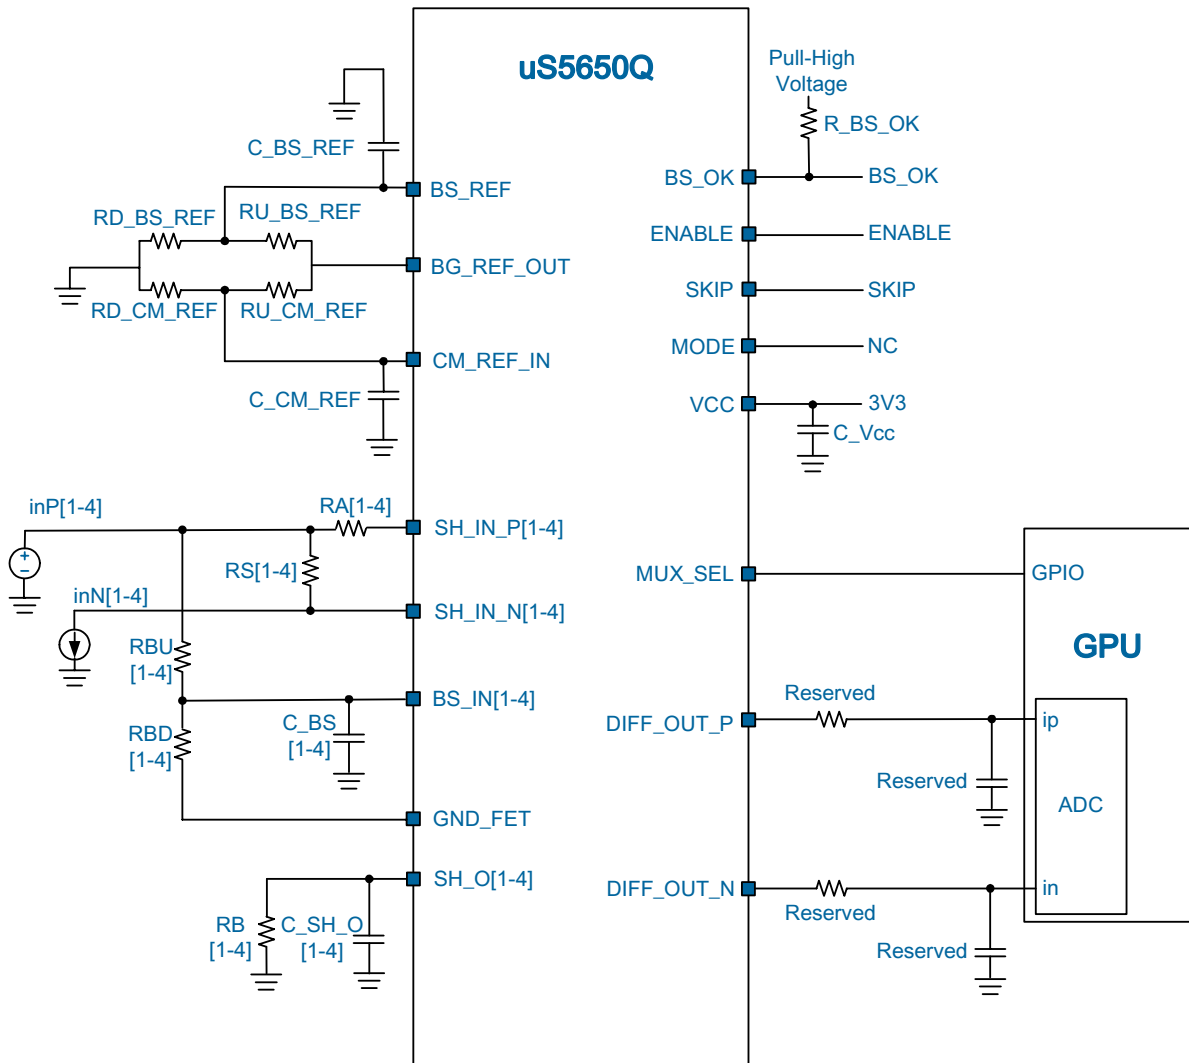 uS5650Q
Pull-High
Voltage
R_BS_OK
C_BS_REF
BS_REF
BS_OK
BS_OK
RD_BS_REF
RU_BS_REF
ENABLE
ENABLE
BG_REF_OUT
SKIP
SKIP
RD_CM_REF
RU_CM_REF
MODE
NC
CM_REF_IN
C_CM_REF
VCC
3V3
C_Vcc
inP[1-4]
RA[1-4]
SH_IN_P[1-4]
+
−
RS[1-4]
MUX_SEL
GPIO
inN[1-4]
SH_IN_N[1-4]
GPU
RBU
[1-4]
BS_IN[1-4]
Reserved
C_BS
[1-4]
RBD
[1-4]
DIFF_OUT_P
ip
Reserved
ADC
GND_FET
SH_O[1-4]
DIFF_OUT_N
in
Reserved
RB
[1-4]
C_SH_O
[1-4]
Reserved